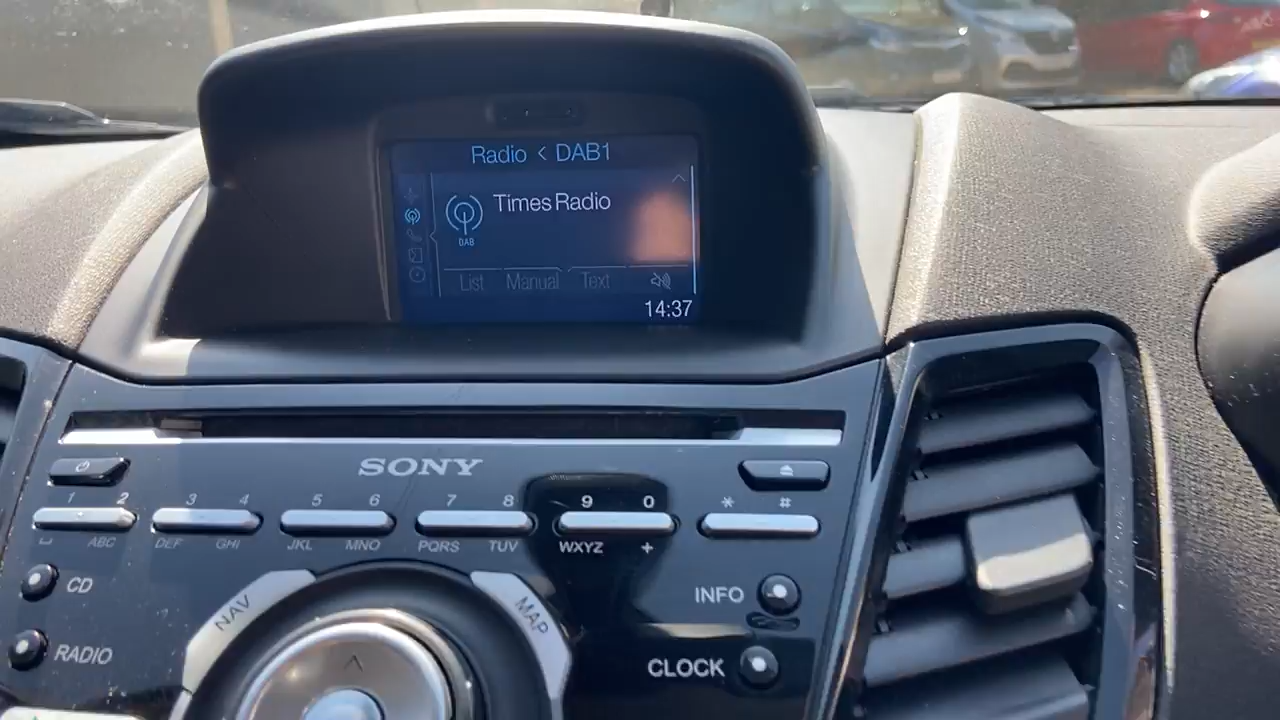 Radio < DAB1
Times Radio
DAB
List Manual Text
14:37
SONY
1 2 3 4 5 6 7 8 9 0 * #
ABC DEF GHI JKL MNO PQRS TUV WXYZ +
CD
NAV MAP
INFO
RADIO
CLOCK